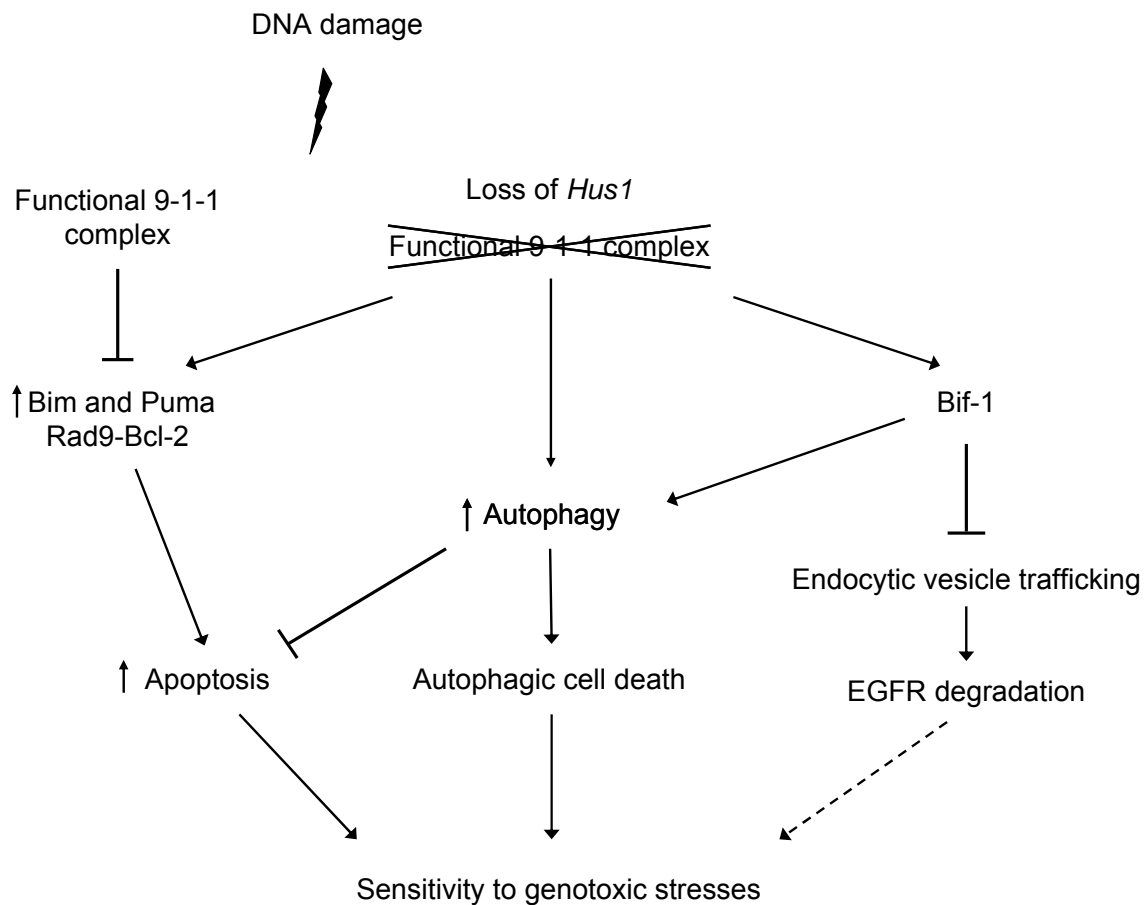 DNA damage
Functional 9-1-1
complex
Loss of Hus1
Functional 9-1-1 complex
Bim and Puma
Rad9-Bcl-2
Bif-1
Autophagy
Endocytic vesicle trafficking
Apoptosis
Autophagic cell death
EGFR degradation
Sensitivity to genotoxic stresses